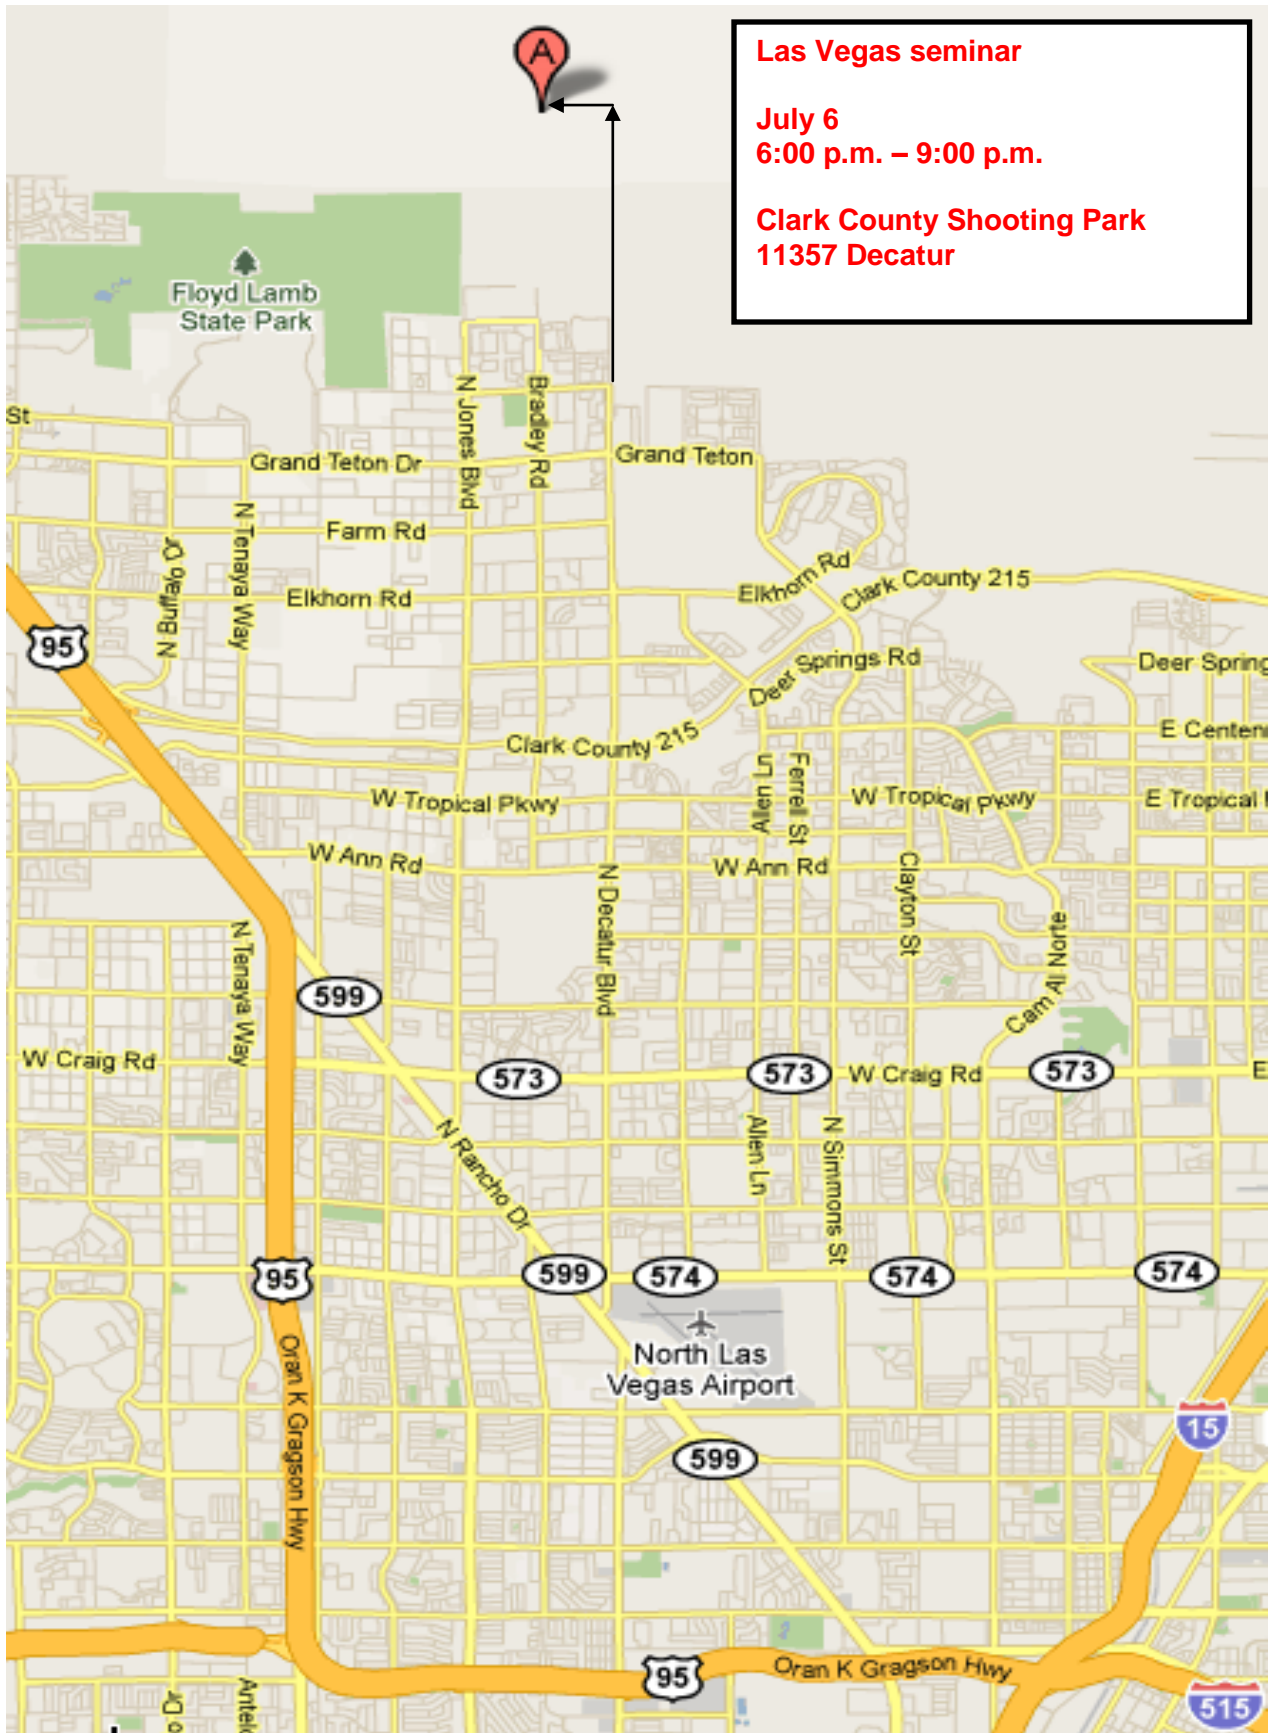 A
Las Vegas seminar
July 6
6:00 p.m. – 9:00 p.m.
Clark County Shooting Park
11357 Decatur
Floyd Lamb
State Park
St
N Jones Blvd
Bradley Rd
Grand Teton Dr
Grand Teton
N Tenaya Way
Farm Rd
N Buffalo Dr
Elkhorn Rd
Elkhorn Rd
Clark County 215
95
Deer Springs Rd
Deer Spring
Clark County 215
E Centen
Allen Ln
Ferrell St
W Tropical Pkwy
W Tropical Pkwy
E Tropical
W Ann Rd
W Ann Rd
N Decatur Blvd
Clayton St
N Tenaya Way
Cam Al Norte
599
W Craig Rd
573
573
W Craig Rd
573
E
N Rancho Dr
Allen Ln
N Simmons St
95
599
574
574
574
North Las
Vegas Airport
Oran K Gragson Hwy
15
599
95
Oran K Gragson Hwy
o Dr
Antelo
515